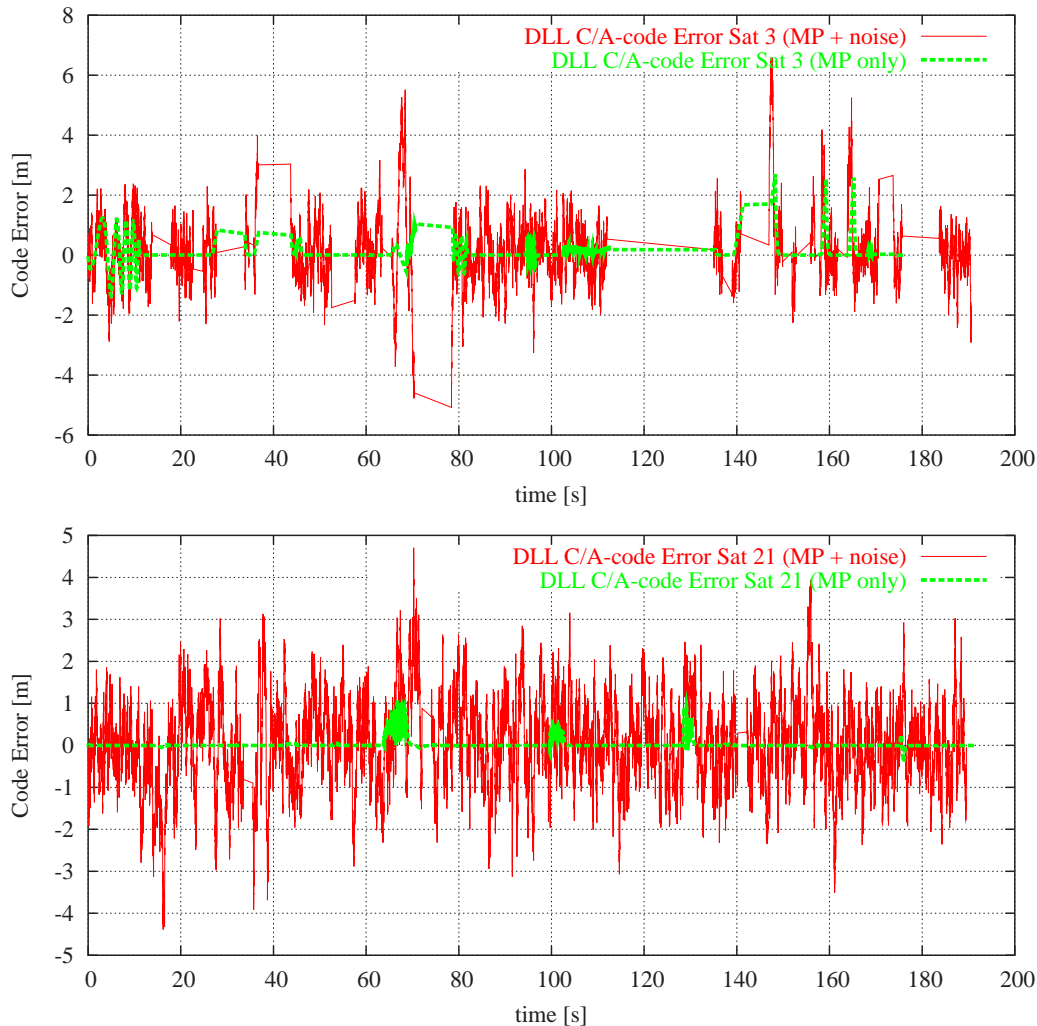 DLL C/A-code Error Sat 3 (MP + noise)
DLL C/A-code Error Sat 3 (MP only)
8
6
4
2
0
-2
-4
-6
Code Error [m]
0 20 40 60 80 100 120 140 160 180 200
time [s]
DLL C/A-code Error Sat 21 (MP + noise)
DLL C/A-code Error Sat 21 (MP only)
5
4
3
2
1
0
-1
-2
-3
-4
-5
Code Error [m]
0 20 40 60 80 100 120 140 160 180 200
time [s]